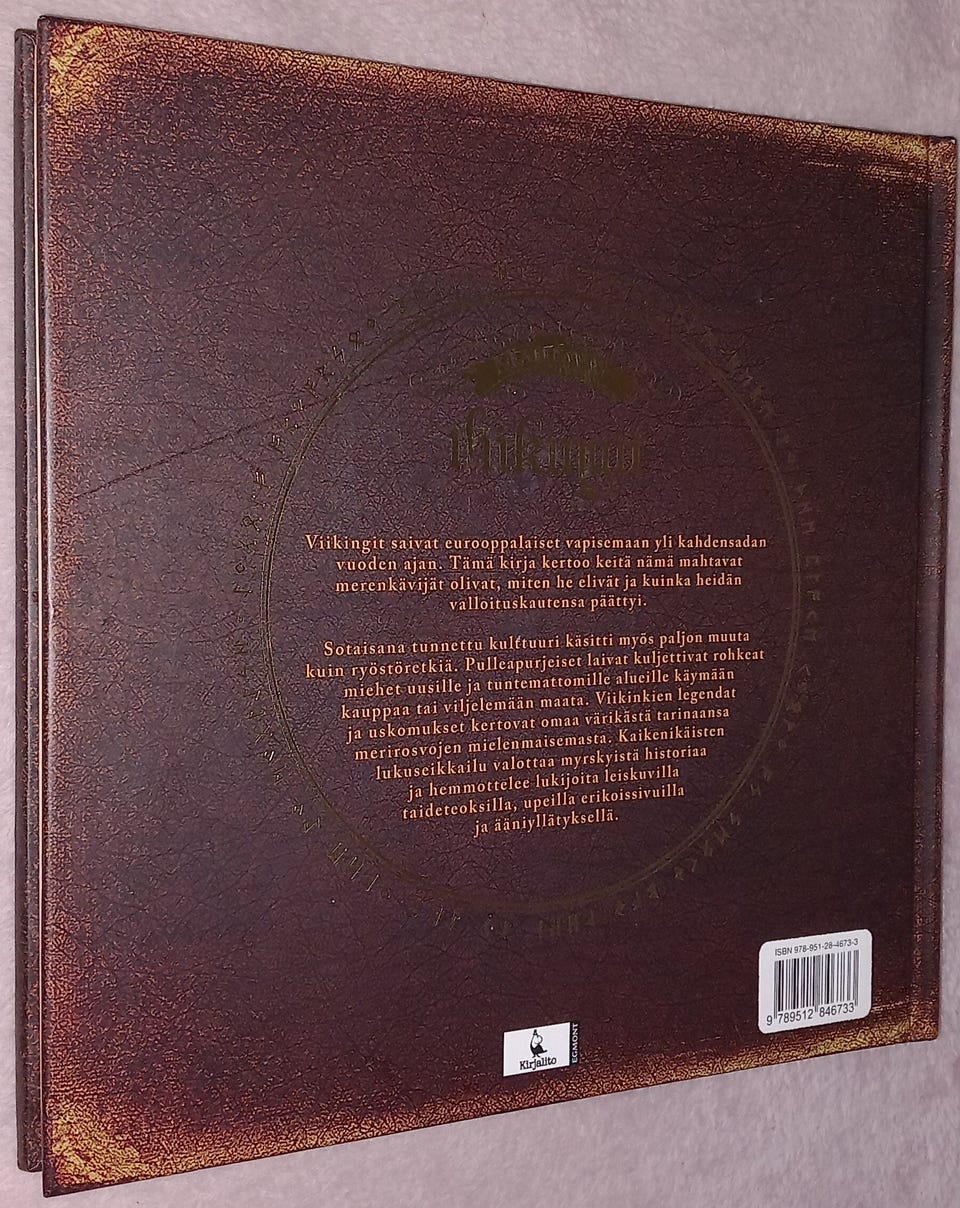 Viikingit
Viikingit saivat eurooppalaiset vapisemaan yli kahdensadan
vuoden ajan. Tämä kirja kertoo keitä nämä mahtavat
merenkävijät olivat, miten he elivät ja kuinka heidän
valloituskautensa päättyi.
Sotaisana tunnettu kulttuuri käsitti myös paljon muuta
kuin ryöstöretkiä. Pulleapurjeiset laivat kuljettivat rohkeat
miehet uusille ja tuntemattomille alueille käymään
kauppaa tai viljelemään maata. Viikinkien legendat
ja uskomukset kertovat omaa värikästä tarinaansa
merirosvojen mielenmaisemasta. Kaikenikäisten
lukuseikkailu valottaa myrskyistä historiaa
ja hemmottelee lukijoita leiskuvilla
taideteoksilla, upeilla erikoissivuilla
ja ääniyllätyksellä.
ISBN 978-951-28-4673-3
9 789512 846733
Kirjalito
EGMONT